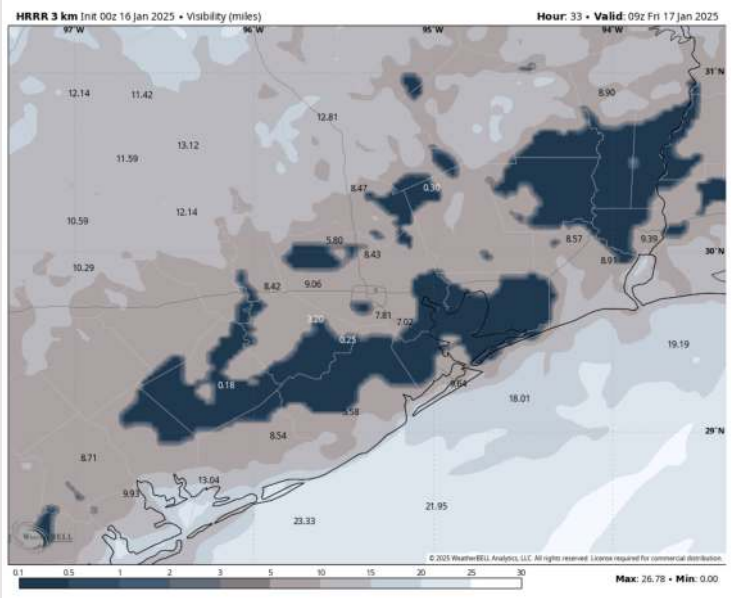 HRRR 3 km Init 00z 16 Jan 2025 • Visibility (miles) Hour: 33 • Valid: 09z Fri 17 Jan 2025
97°W 96°W 95°W 94°W
31°N
12.14 11.42 8.90
12.81
13.12
11.59
8.47 0.30
12.14
10.59
5.80 8.57 9.39
8.43 30°N
10.29 8.91
8.42 9.06
7.81
7.02
0.25 19.19
0.18 9.64
18.01
5.58
8.54 29°N
8.71
13.04
9.93
21.95
23.33
WeatherBELL
© 2025 WeatherBELL Analytics, LLC. All rights reserved. License required for commercial distribution.
0.1 0.5 1 2 3 5 10 15 20 25 30
Max: 26.78 • Min: 0.00